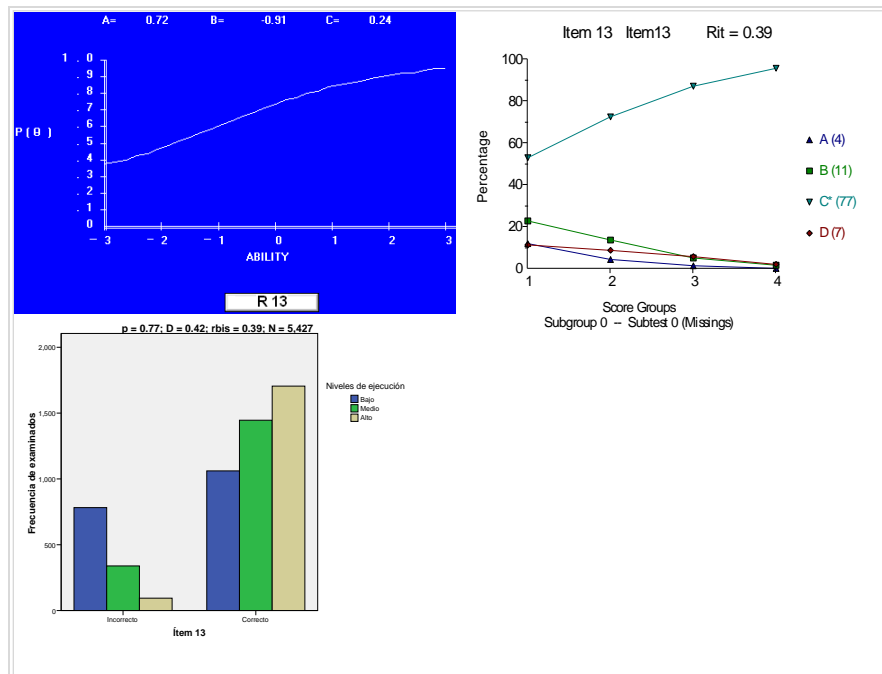 A= 0.72 B= -0.91 C= 0.24
1.0
.9
.8
.7
P(θ) .6
.5
.4
.3
.2
.1
0
-3 -2 -1 0 1 2 3
ABILITY
R 13
Item 13 Item13 Rit = 0.39
100
80
60
40
20
0
Percentage
1 2 3 4
Score Groups
Subgroup 0 -- Subtest 0 (Missings)
A (4)
B (11)
C* (77)
D (7)
p = 0.77; D = 0.42; rbis = 0.39; N = 5,427
2,000
1,500
1,000
500
0
Frecuencia de examinados
Incorrecto Correcto
Ítem 13
Niveles de ejecución
Bajo
Medio
Alto